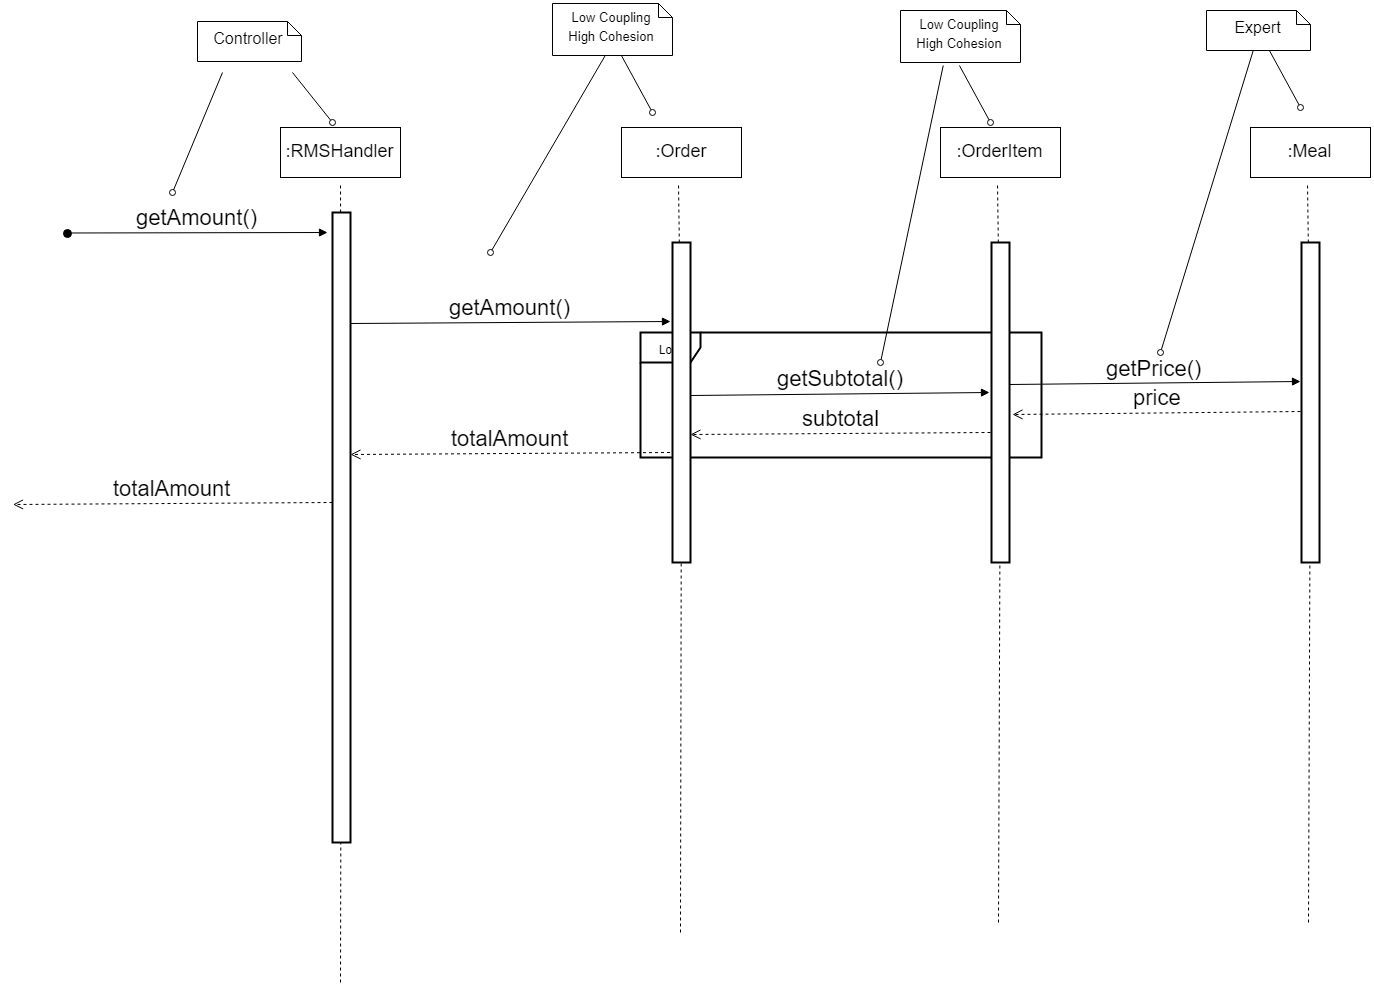 Controller
Low Coupling
High Cohesion
Low Coupling
High Cohesion
Expert
:RMSHandler
:Order
:OrderItem
:Meal
getAmount()
getAmount()
Lo
getSubtotal()
getPrice()
price
subtotal
totalAmount
totalAmount